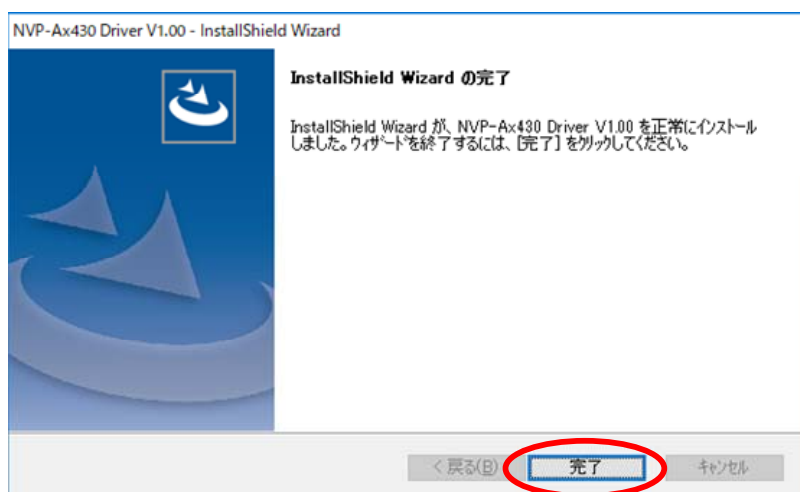 NVP-Ax430 Driver V1.00 - InstallShield Wizard
InstallShield Wizard の完了
InstallShield Wizard が、NVP-Ax430 Driver V1.00 を正常にインストール
しました。ウィザードを終了するには、[完了] をクリックしてください。
< 戻る(B) 完了 キャンセル